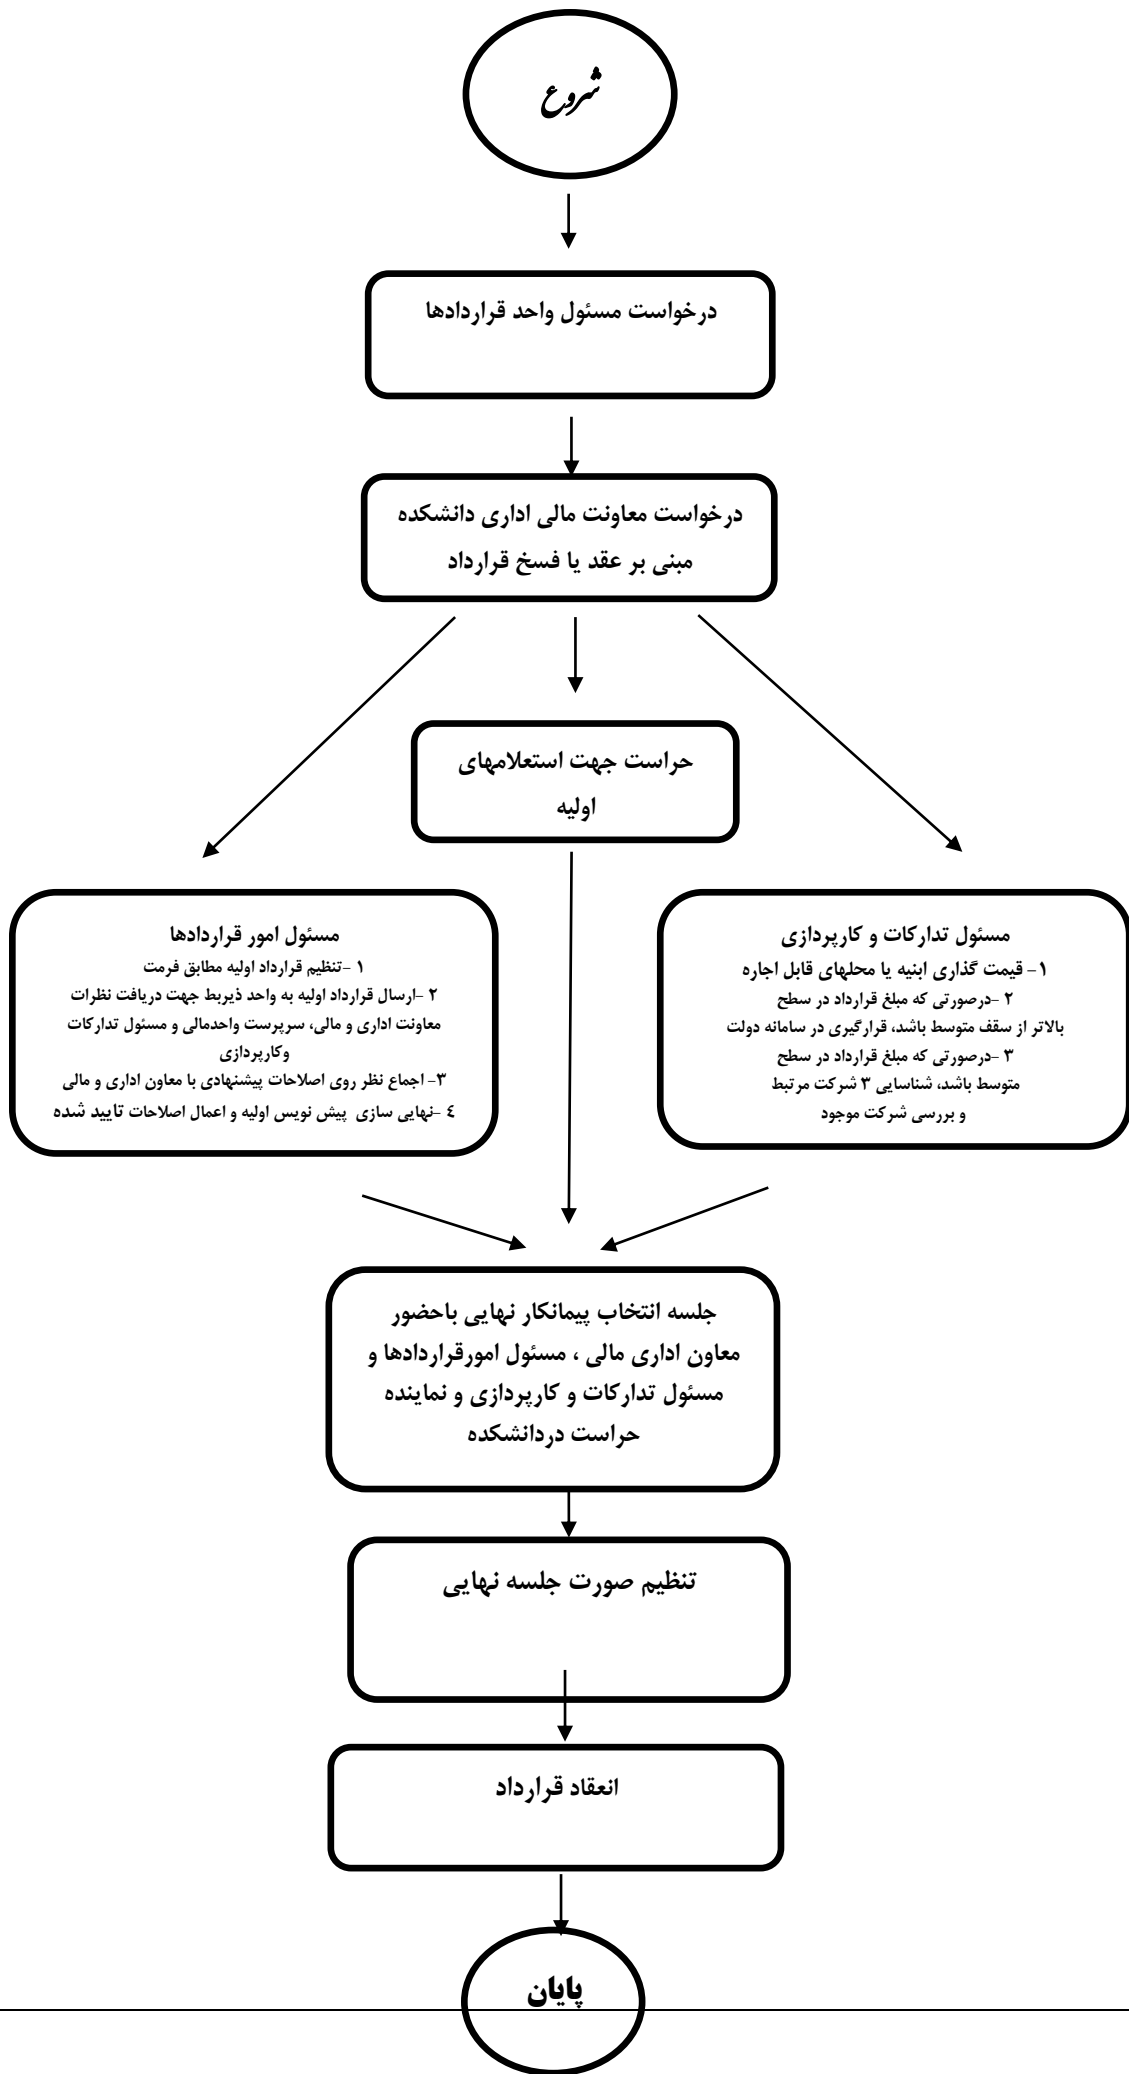 شروع
درخواست مسئول واحد قراردادها
درخواست معاونت مالی اداری دانشکده
مبنی بر عقد یا فسخ قرارداد
حراست جهت استعلامهای
اولیه
مسئول تدارکات و کارپردازی
۱- قیمت گذاری ابنیه یا محلهای قابل اجاره
۲ -درصورتی که مبلغ قرارداد در سطح
بالاتر از سقف متوسط باشد، قرارگیری در سامانه دولت
۳ -درصورتی که مبلغ قرارداد در سطح
متوسط باشد، شناسایی ۳ شرکت مرتبط
و بررسی شرکت موجود
مسئول امور قراردادها
۱ -تنظیم قرارداد اولیه مطابق فرمت
۲ -ارسال قرارداد اولیه به واحد ذیربط جهت دریافت نظرات
معاونت اداری و مالی، سرپرست واحدمالی و مسئول تدارکات
وکارپردازی
۳- اجماع نظر روی اصلاحات پیشنهادی با معاون اداری و مالی
٤ -نهایی سازی پیش نویس اولیه و اعمال اصلاحات تایید شده
جلسه انتخاب پیمانکار نهایی باحضور
معاون اداری مالی ، مسئول امورقراردادها و
مسئول تدارکات و کارپردازی و نماینده
حراست دردانشکده
تنظیم صورت جلسه نهایی
انعقاد قرارداد
پایان